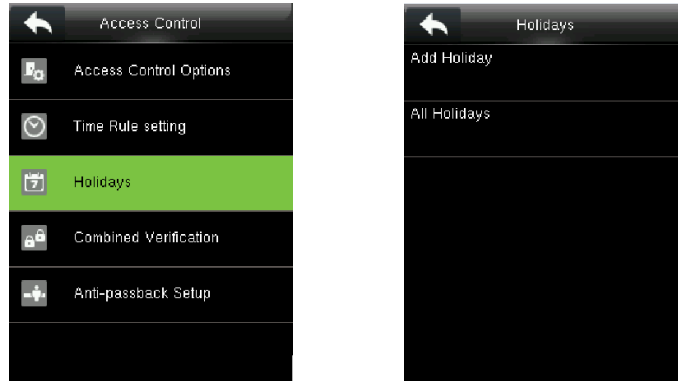 Access Control
Access Control Options
Time Rule setting
7
Holidays
Combined Verification
Anti-passback Setup
Holidays
Add Holiday
All Holidays